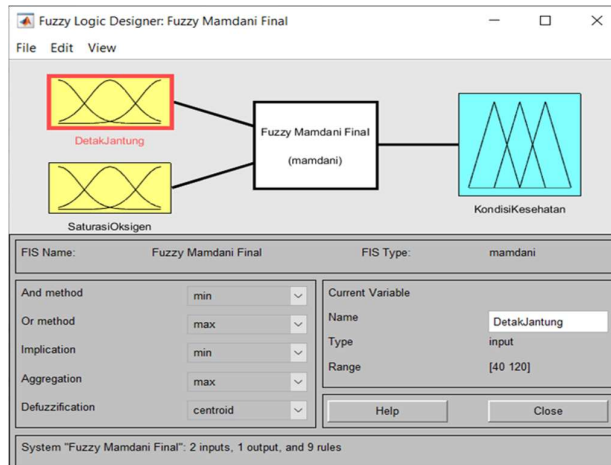 Fuzzy Logic Designer: Fuzzy Mamdani Final
File Edit View
DetakJantung
SaturasiOksigen
Fuzzy Mamdani Final
(mamdani)
KondisiKesehatan
FIS Name: Fuzzy Mamdani Final FIS Type: mamdani
And method min
Or method max
Implication min
Aggregation max
Defuzzification centroid
Current Variable
Name DetakJantung
Type input
Range [40 120]
Help Close
System "Fuzzy Mamdani Final": 2 inputs, 1 output, and 9 rules